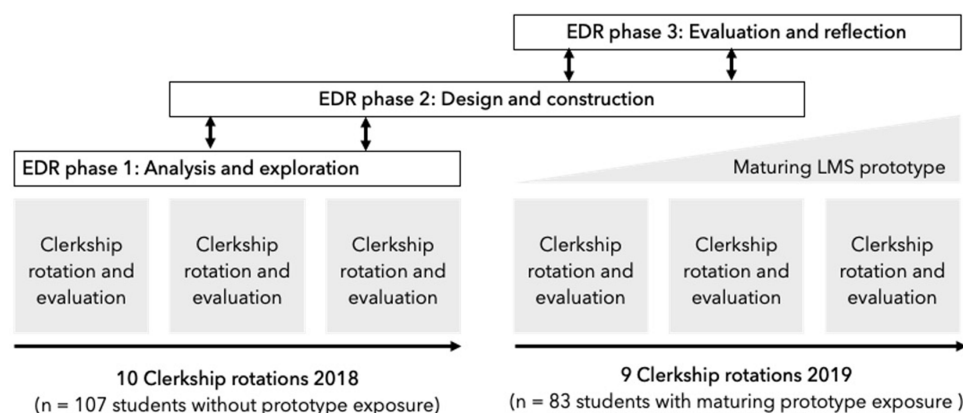 EDR phase 3: Evaluation and reflection
EDR phase 2: Design and construction
EDR phase 1: Analysis and exploration
Maturing LMS prototype
Clerkship
rotation and
evaluation
Clerkship
rotation and
evaluation
Clerkship
rotation and
evaluation
Clerkship
rotation and
evaluation
Clerkship
rotation and
evaluation
Clerkship
rotation and
evaluation
10 Clerkship rotations 2018
(n = 107 students without prototype exposure)
9 Clerkship rotations 2019
(n = 83 students with maturing prototype exposure )